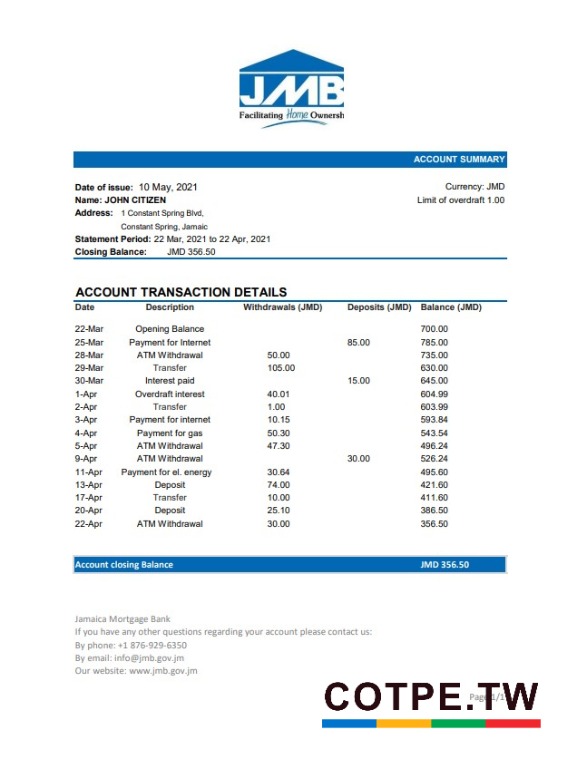 JMB
Facilitating Home Ownersh
ACCOUNT SUMMARY
Date of issue: 10 May, 2021 Currency: JMD
Name: JOHN CITIZEN Limit of overdraft 1.00
Address: 1 Constant Spring Blvd,
Constant Spring, Jamaic
Statement Period: 22 Mar, 2021 to 22 Apr, 2021
Closing Balance: JMD 356.50
ACCOUNT TRANSACTION DETAILS
Date Description Withdrawals (JMD) Deposits (JMD) Balance (JMD)
22-Mar Opening Balance 700.00
25-Mar Payment for Internet 85.00 785.00
28-Mar ATM Withdrawal 50.00 735.00
29-Mar Transfer 105.00 630.00
30-Mar Interest paid 15.00 645.00
1-Apr Overdraft interest 40.01 604.99
2-Apr Transfer 1.00 603.99
3-Apr Payment for internet 10.15 593.84
4-Apr Payment for gas 50.30 543.54
5-Apr ATM Withdrawal 47.30 496.24
9-Apr ATM Withdrawal 30.00 526.24
11-Apr Payment for el. energy 30.64 495.60
13-Apr Deposit 74.00 421.60
17-Apr Transfer 10.00 411.60
20-Apr Deposit 25.10 386.50
22-Apr ATM Withdrawal 30.00 356.50
Account closing Balance JMD 356.50
Jamaica Mortgage Bank
If you have any other questions regarding your account please contact us:
By phone: +1 876-929-6350
By email: info@jmb.gov.jm
Our website: www.jmb.gov.jm
Page 1/1
COTPE.TW